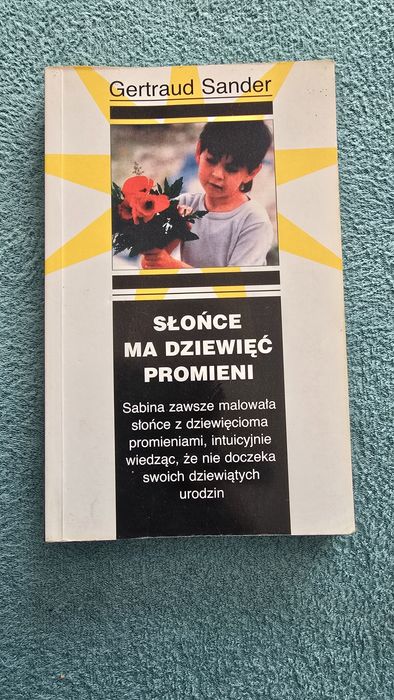 Gertraud Sander
SŁOŃCE
MA DZIEWIĘĆ
PROMIENI
Sabina zawsze malowała
słońce z dziewięcioma
promieniami, intuicyjnie
wiedząc, że nie doczeka
swoich dziewiątych
urodzin